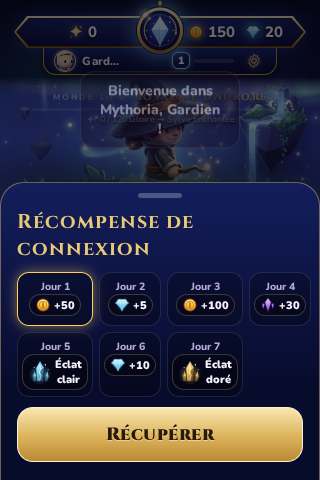 0
150
20
Gard...
1
Bienvenue dans
Mythoria, Gardien
!
RÉCOMPENSE DE
CONNEXION
Jour 1
+50
Jour 2
+5
Jour 3
+100
Jour 4
+30
Jour 5
Éclat
clair
Jour 6
+10
Jour 7
Éclat
doré
RÉCUPÉRER